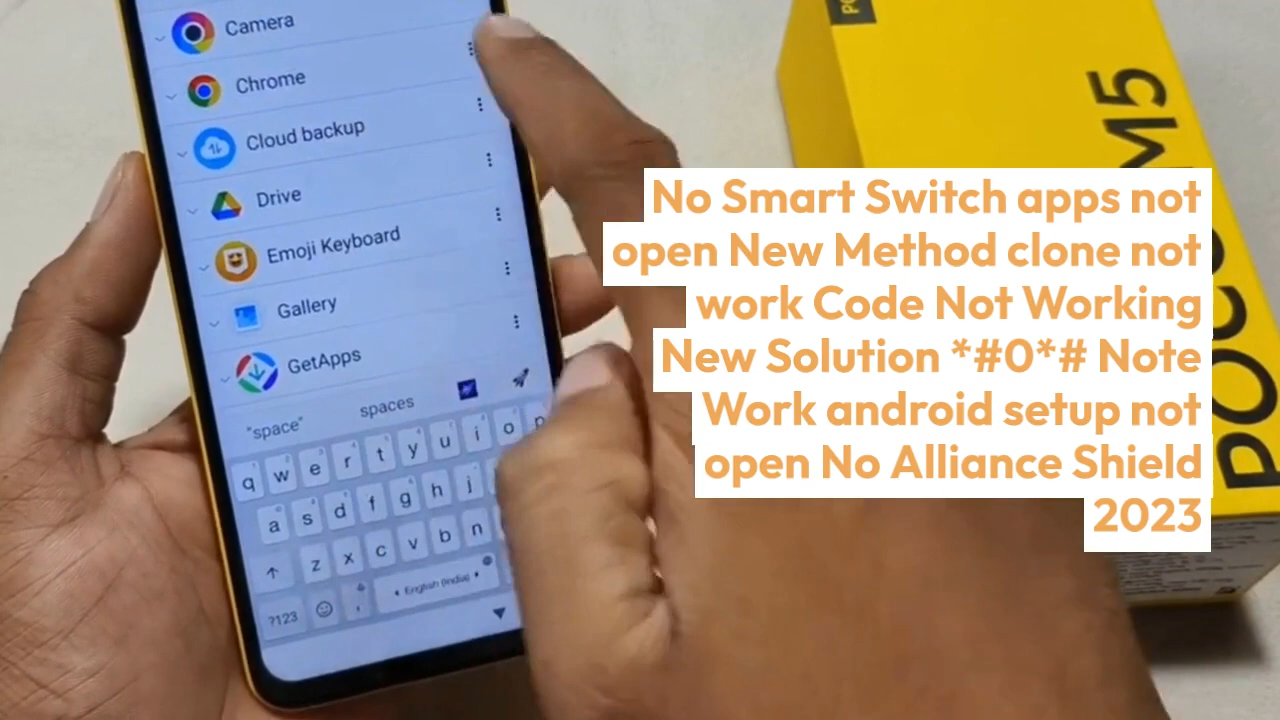 Camera
Chrome
Cloud backup
Drive
Emoji Keyboard
Gallery
GetApps
"space" spaces
q w e r t y u i o p
a s d f g h j
z x c v b n
?123 , English (India)
No Smart Switch apps not
open New Method clone not
work Code Not Working
New Solution *#0*# Note
Work android setup not
open No Alliance Shield
2023
POCO M5